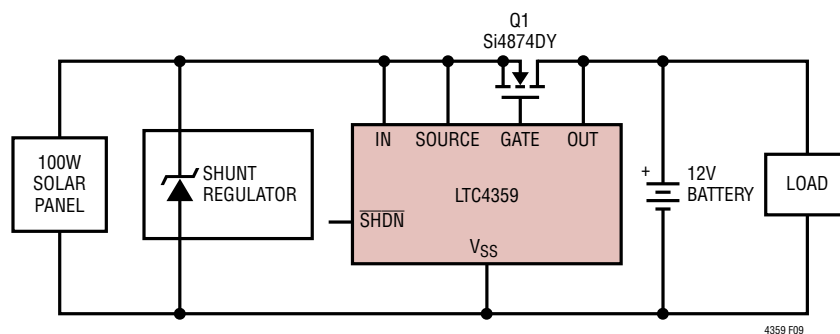 Q1
Si4874DY
IN
SOURCE
GATE
OUT
100W
SOLAR
PANEL
SHUNT
REGULATOR
LTC4359
SHDN
VSS
+
12V
BATTERY
LOAD
4359 F09